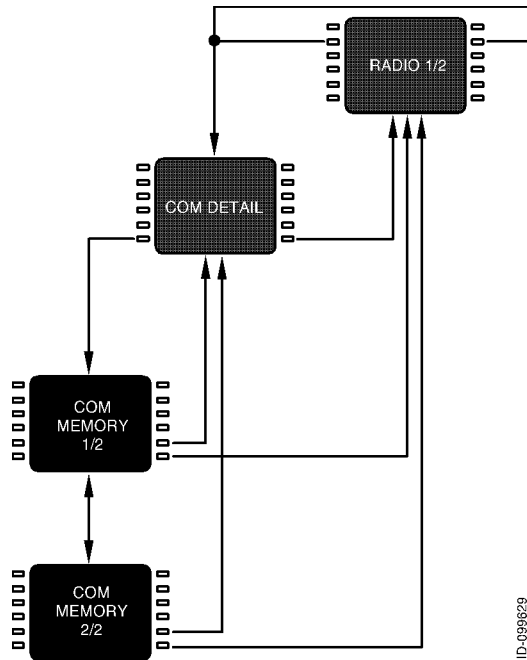 RADIO 1/2
COM DETAIL
COM
MEMORY
1/2
COM
MEMORY
2/2
ID-099629